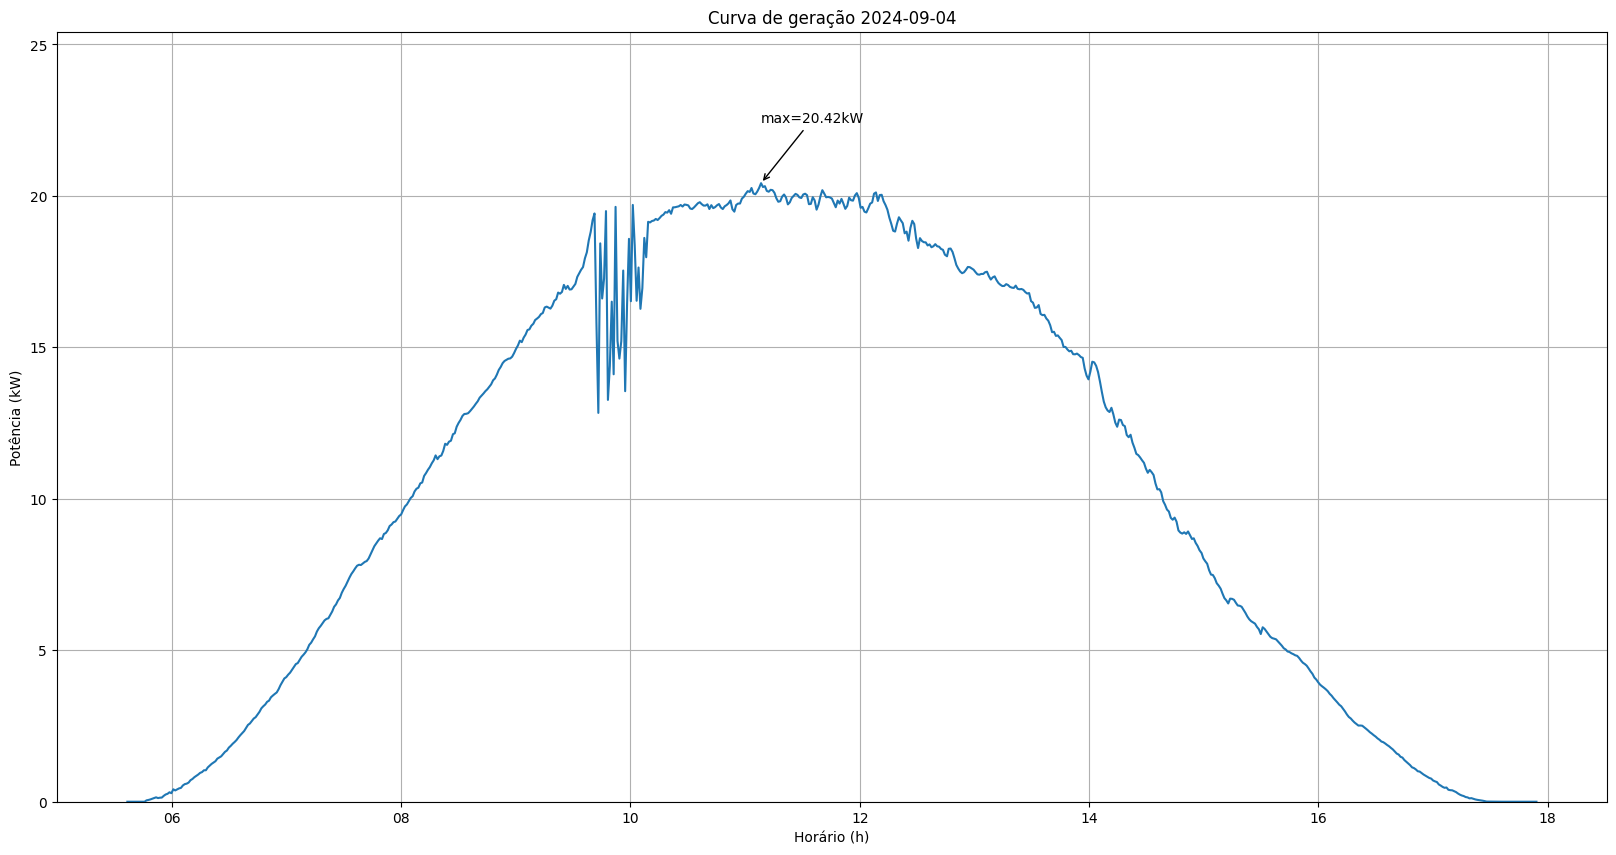 Curva de geração 2024-09-04
25
max=20.42kW
20
15
Potência (kW)
10
5
0
06 08 10 12 14 16 18
Horário (h)